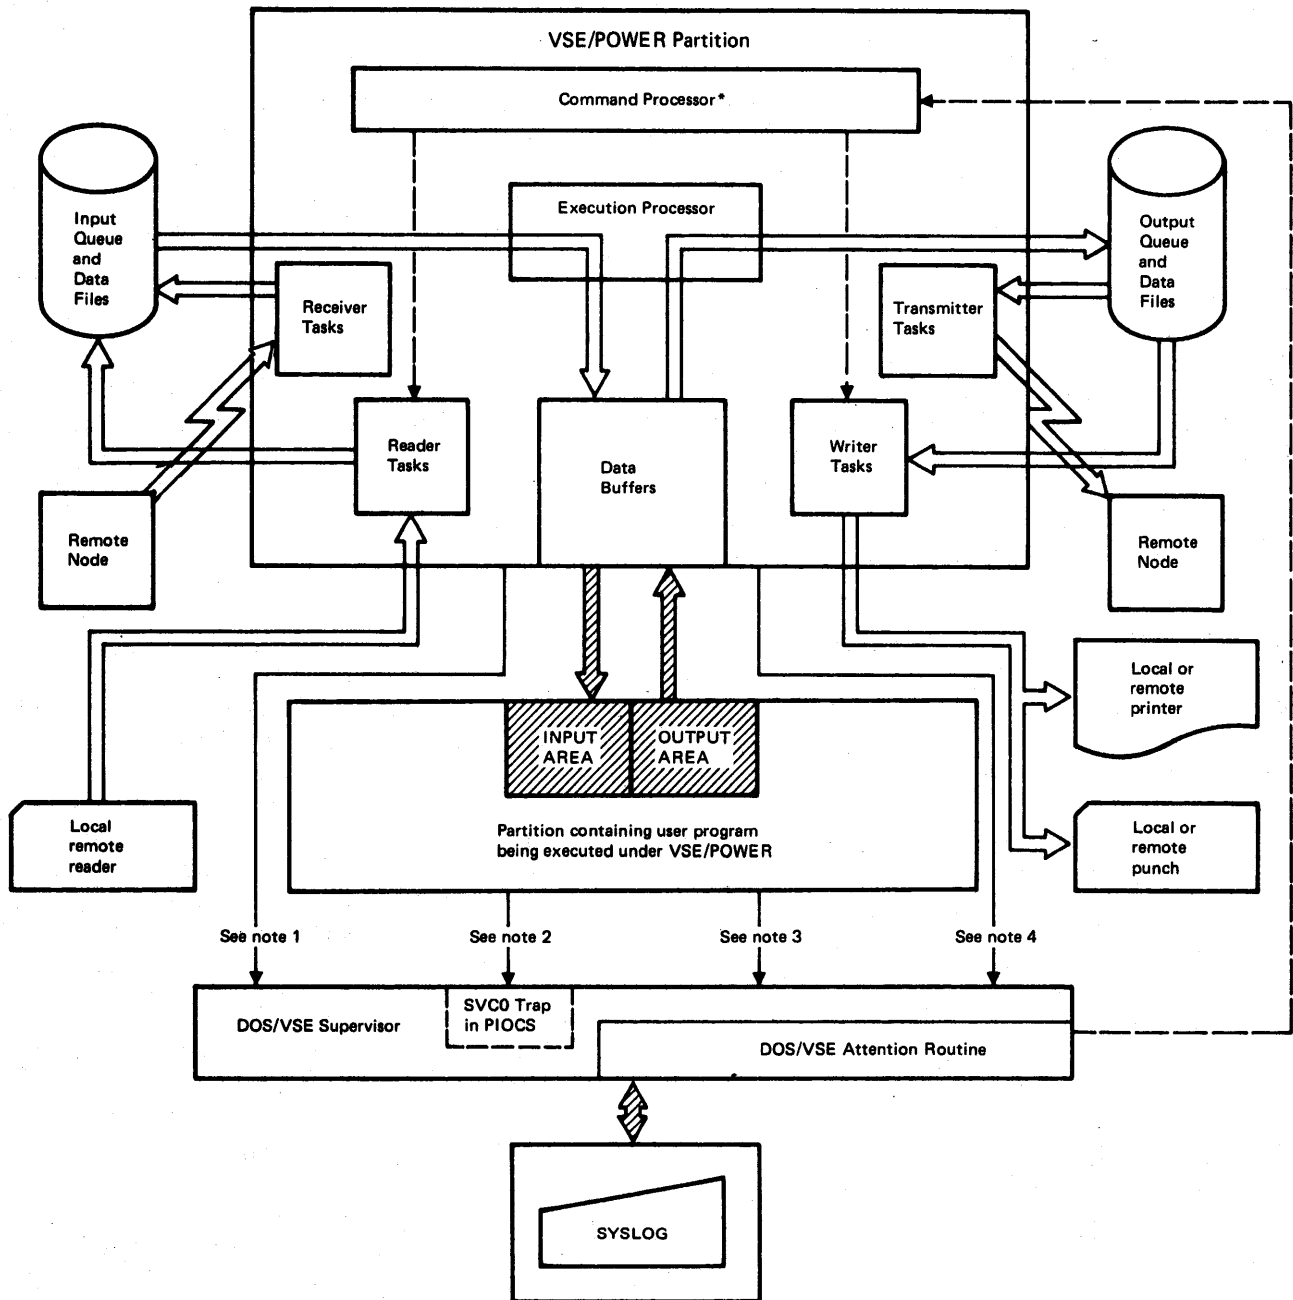 VSE/POWER Partition
Command Processor*
Execution Processor
Input
Queue
and
Data
Files
Output
Queue
and
Data
Files
Receiver
Tasks
Transmitter
Tasks
Reader
Tasks
Data
Buffers
Writer
Tasks
Remote
Node
Remote
Node
Local or
remote
printer
INPUT
AREA
OUTPUT
AREA
Local
remote
reader
Partition containing user program
being executed under VSE/POWER
Local or
remote
punch
See note 1
See note 2
See note 3
See note 4
DOS/VSE Supervisor
SVC0 Trap
in PIOCS
DOS/VSE Attention Routine
SYSLOG